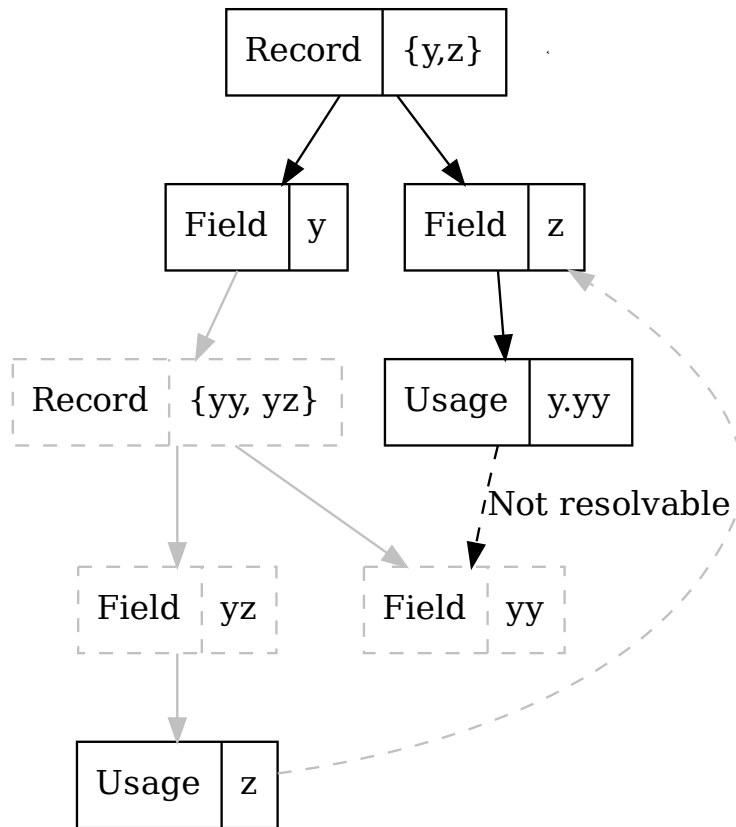 Record {y,z}
Field y
Field z
Record {yy, yz}
Usage y.yy
Not resolvable
Field yz
Field yy
Usage z